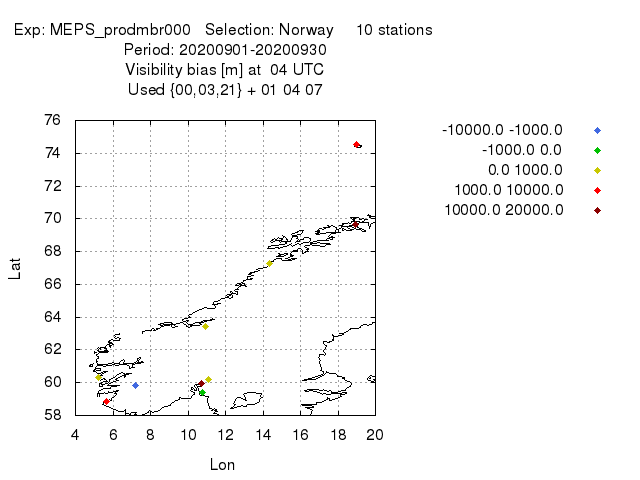 Exp: MEPS_prodmbr000 Selection: Norway 10 stations
Period: 20200901-20200930
Visibility bias [m] at 04 UTC
Used {00,03,21} + 01 04 07
-10000.0 -1000.0
-1000.0 0.0
0.0 1000.0
1000.0 10000.0
10000.0 20000.0
76
74
72
70
68
66
64
62
60
58
Lat
4 6 8 10 12 14 16 18 20
Lon